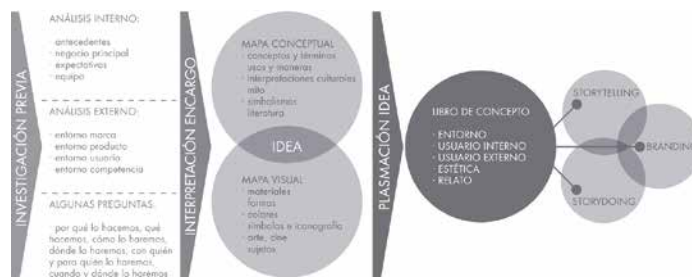 INVESTIGACIÓN PREVIA
ANÁLISIS INTERNO:
· antecedentes
· negocio principal
· expectativas
· equipo
ANÁLISIS EXTERNO:
· entorno marca
· entorno producto
· entorno usuario
· entorno competencia
ALGUNAS PREGUNTAS:
· por qué lo hacemos, qué
hacemos, cómo lo haremos,
dónde lo haremos, con quién
y para quién lo haremos,
cuando y dónde lo haremos
INTERPRETACIÓN ENCARGO
MAPA CONCEPTUAL
· conceptos y términos
usos y maneras
· interpretaciones culturales
mito
· simbolismos
literatura
IDEA
MAPA VISUAL
· materiales
formas
· colores
símbolos e iconografía
· arte, cine
sujetos
PLASMACIÓN IDEA
LIBRO DE CONCEPTO
· ENTORNO
· USUARIO INTERNO
· USUARIO EXTERNO
· ESTÉTICA
· RELATO
STORYTELLING
BRANDING
STORYDOING